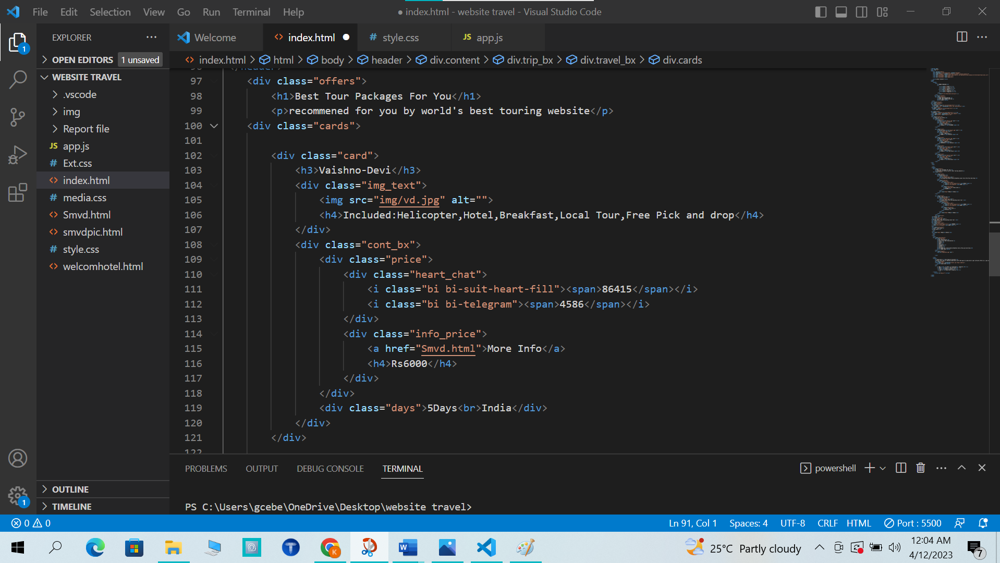 File Edit Selection View Go Run Terminal Help
● index.html - website travel - Visual Studio Code
EXPLORER
Welcome
index.html
# style.css
JS app.js
OPEN EDITORS 1 unsaved
index.html > html > body > header > div.content > div.trip_bx > div.travel_bx > div.cards
WEBSITE TRAVEL
.vscode
img
Report file
JS app.js
# Ext.css
<> index.html
# media.css
<> Smvd.html
<> smvdpic.html
# style.css
<> welcomhotel.html
OUTLINE
TIMELINE
97 <div class="offers">
98 <h1>Best Tour Packages For You</h1>
99 <p>recommened for you by world's best touring website</p>
100 <div class="cards">
101
102 <div class="card">
103 <h3>Vaishno-Devi</h3>
104 <div class="img_text">
105 <img src="img/vd.jpg" alt="">
106 <h4>Included:Helicopter,Hotel,Breakfast,Local Tour,Free Pick and drop</h4>
107 </div>
108 <div class="cont_bx">
109 <div class="price">
110 <div class="heart_chat">
111 <i class="bi bi-suit-heart-fill"><span>86415</span></i>
112 <i class="bi bi-telegram"><span>4586</span></i>
113 </div>
114 <div class="info_price">
115 <a href="Smvd.html">More Info</a>
116 <h4>Rs6000</h4>
117 </div>
118 </div>
119 <div class="days">5Days<br>India</div>
120 </div>
121 </div>
122
PROBLEMS OUTPUT DEBUG CONSOLE TERMINAL
powershell
PS C:\Users\gcebe\OneDrive\Desktop\website travel>
0 0
Ln 91, Col 1 Spaces: 4 UTF-8 CRLF HTML Port : 5500
25°C Partly cloudy
12:04 AM
4/12/2023
7